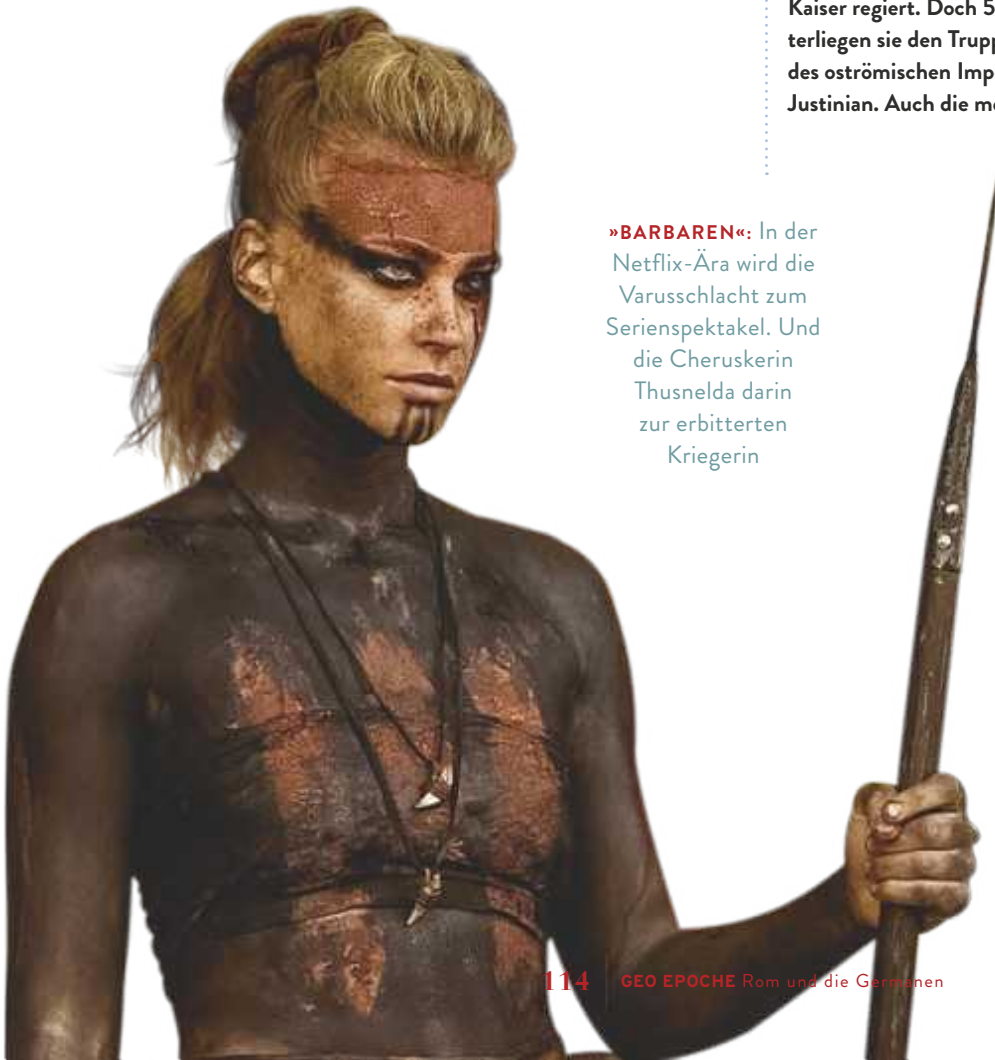 Kaiser regiert. Doch 5
terliegen sie den Trupp
des oströmischen Imp
Justinian. Auch die me
»BARBAREN«: In der
Netflix-Ära wird die
Varusschlacht zum
Serienspektakel. Und
die Cheruskerin
Thusnelda darin
zur erbitterten
Kriegerin
114 GEO EPOCHE Rom und die Germanen